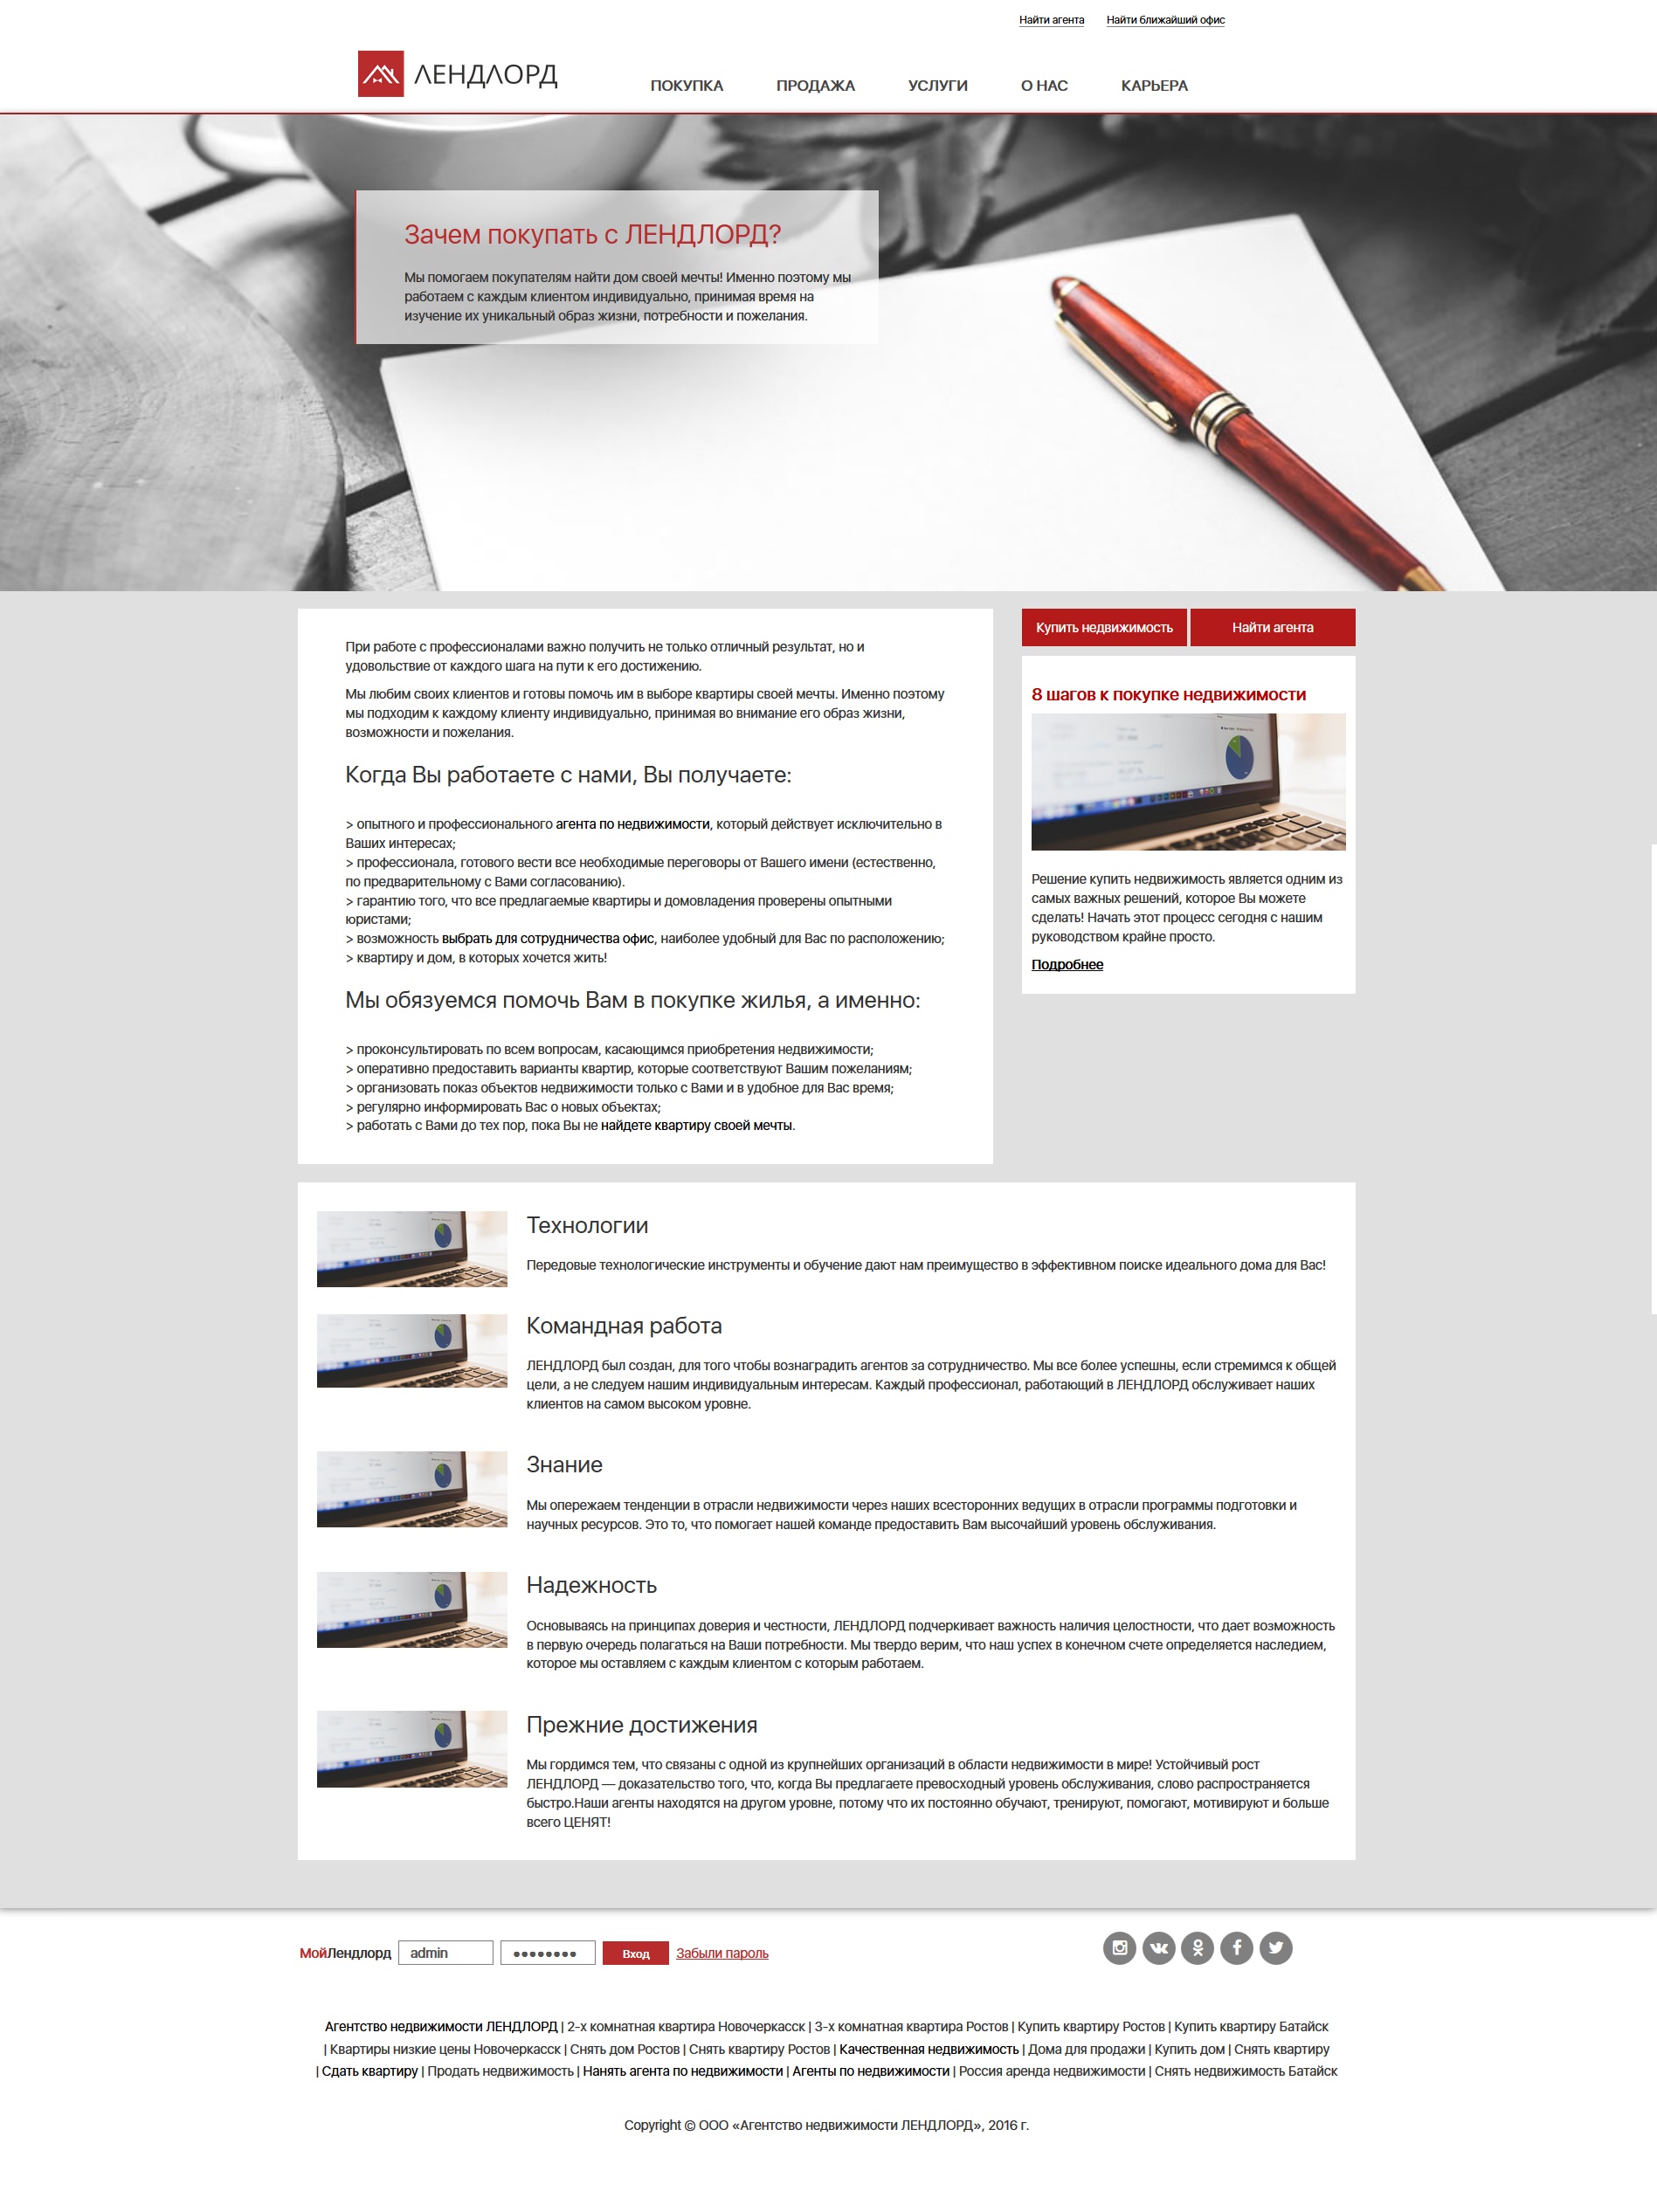 Найти агента Найти ближайший офис
ЛЕНДЛОРД
ПОКУПКА ПРОДАЖА УСЛУГИ О НАС КАРЬЕРА
Зачем покупать с ЛЕНДЛОРД?
Мы помогаем покупателям найти дом своей мечты! Именно поэтому мы
работаем с каждым клиентом индивидуально, принимая время на
изучение их уникальный образ жизни, потребности и пожелания.
При работе с профессионалами важно получить не только отличный результат, но и
удовольствие от каждого шага на пути к его достижению.
Мы любим своих клиентов и готовы помочь им в выборе квартиры своей мечты. Именно поэтому
мы подходим к каждому клиенту индивидуально, принимая во внимание его образ жизни,
возможности и пожелания.
Когда Вы работаете с нами, Вы получаете:
> опытного и профессионального агента по недвижимости, который действует исключительно в
Ваших интересах;
> профессионала, готового вести все необходимые переговоры от Вашего имени (естественно,
по предварительному с Вами согласованию).
> гарантию того, что все предлагаемые квартиры и домовладения проверены опытными
юристами;
> возможность выбрать для сотрудничества офис, наиболее удобный для Вас по расположению;
> квартиру и дом, в которых хочется жить!
Мы обязуемся помочь Вам в покупке жилья, а именно:
> проконсультировать по всем вопросам, касающимся приобретения недвижимости;
> оперативно предоставить варианты квартир, которые соответствуют Вашим пожеланиям;
> организовать показ объектов недвижимости только с Вами и в удобное для Вас время;
> регулярно информировать Вас о новых объектах;
> работать с Вами до тех пор, пока Вы не найдете квартиру своей мечты.
Купить недвижимость Найти агента
8 шагов к покупке недвижимости
Решение купить недвижимость является одним из
самых важных решений, которое Вы можете
сделать! Начать этот процесс сегодня с нашим
руководством крайне просто.
Подробнее
Технологии
Передовые технологические инструменты и обучение дают нам преимущество в эффективном поиске идеального дома для Вас!
Командная работа
ЛЕНДЛОРД был создан, для того чтобы вознаградить агентов за сотрудничество. Мы все более успешны, если стремимся к общей
цели, а не следуем нашим индивидуальным интересам. Каждый профессионал, работающий в ЛЕНДЛОРД обслуживает наших
клиентов на самом высоком уровне.
Знание
Мы опережаем тенденции в отрасли недвижимости через наших всесторонних ведущих в отрасли программы подготовки и
научных ресурсов. Это то, что помогает нашей команде предоставить Вам высочайший уровень обслуживания.
Надежность
Основываясь на принципах доверия и честности, ЛЕНДЛОРД подчеркивает важность наличия целостности, что дает возможность
в первую очередь полагаться на Ваши потребности. Мы твердо верим, что наш успех в конечном счете определяется наследием,
которое мы оставляем с каждым клиентом с которым работаем.
Прежние достижения
Мы гордимся тем, что связаны с одной из крупнейших организаций в области недвижимости в мире! Устойчивый рост
ЛЕНДЛОРД — доказательство того, что, когда Вы предлагаете превосходный уровень обслуживания, слово распространяется
быстро.Наши агенты находятся на другом уровне, потому что их постоянно обучают, тренируют, помогают, мотивируют и больше
всего ЦЕНЯТ!
МойЛендлорд admin ●●●●●●●● Вход Забыли пароль
Агентство недвижимости ЛЕНДЛОРД | 2-х комнатная квартира Новочеркасск | 3-х комнатная квартира Ростов | Купить квартиру Ростов | Купить квартиру Батайск
| Квартиры низкие цены Новочеркасск | Снять дом Ростов | Снять квартиру Ростов | Качественная недвижимость | Дома для продажи | Купить дом | Снять квартиру
| Сдать квартиру | Продать недвижимость | Нанять агента по недвижимости | Агенты по недвижимости | Россия аренда недвижимости | Снять недвижимость Батайск
Copyright © ООО «Агентство недвижимости ЛЕНДЛОРД», 2016 г.